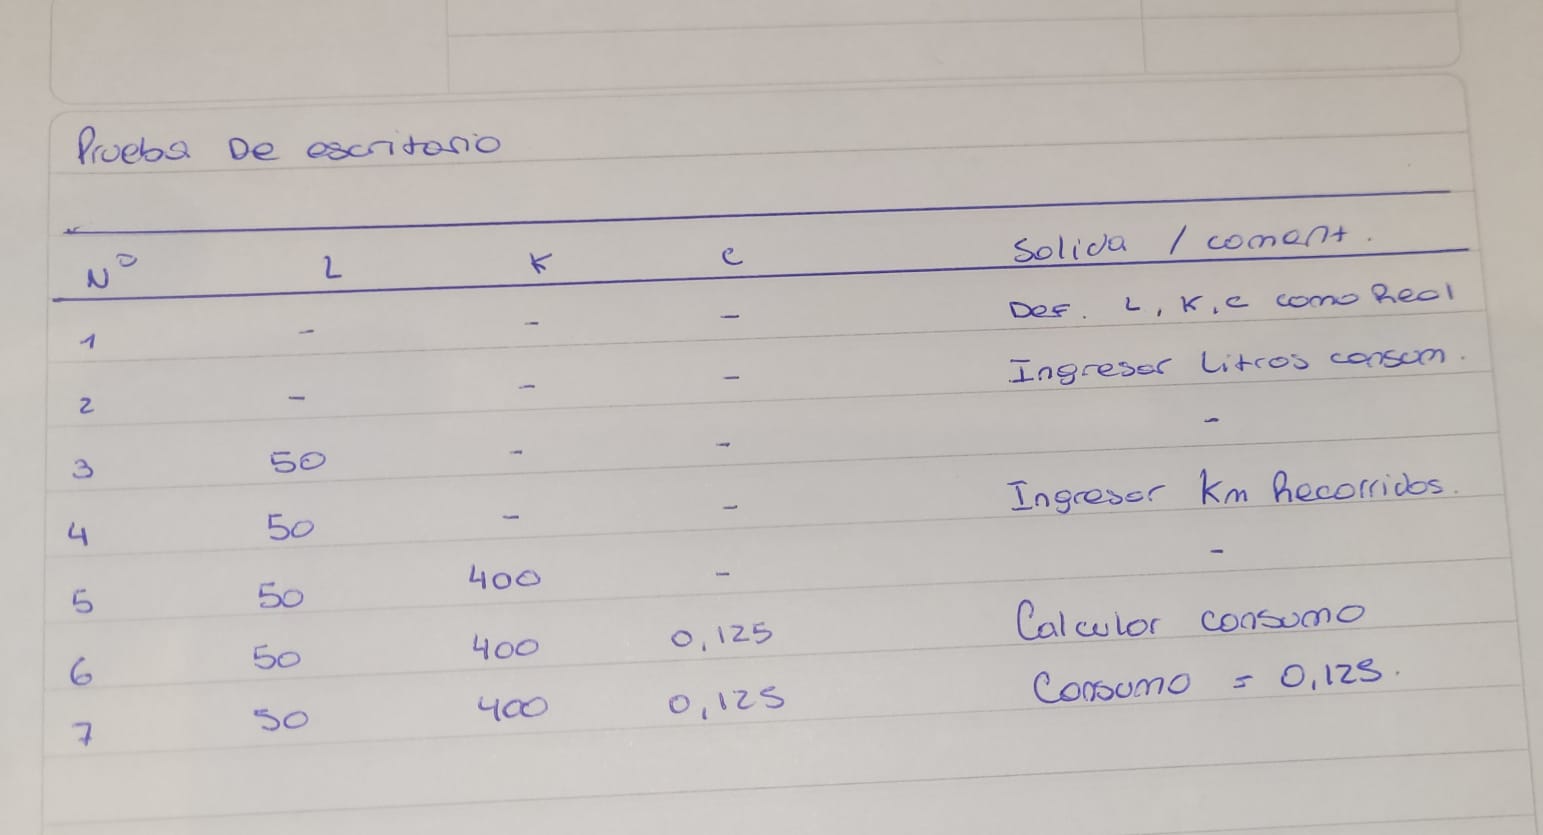 Prueba De escritorio
N° L K C Salida / coment.
1 - - - Def. L, K, C como Real
2 - - - Ingresar Litros consum.
3 50 - - -
4 50 - - Ingresar Km Recorridos.
5 50 400 - -
6 50 400 0,125 Calcular consumo
7 50 400 0,125 Consumo = 0,125.